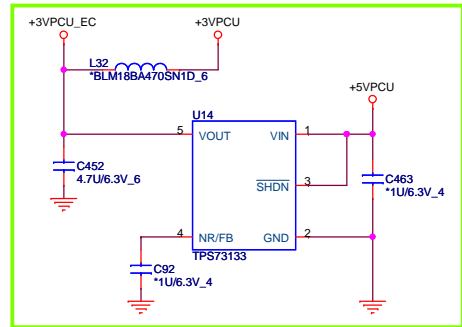 +3VPCU_EC
+3VPCU
L32
*BLM18BA470SN1D_6
+5VPCU
U14
5
VOUT
VIN
1
C452
4.7U/6.3V_6
SHDN
3
C463
*1U/6.3V_4
4
NR/FB
GND
2
TPS73133
C92
*1U/6.3V_4